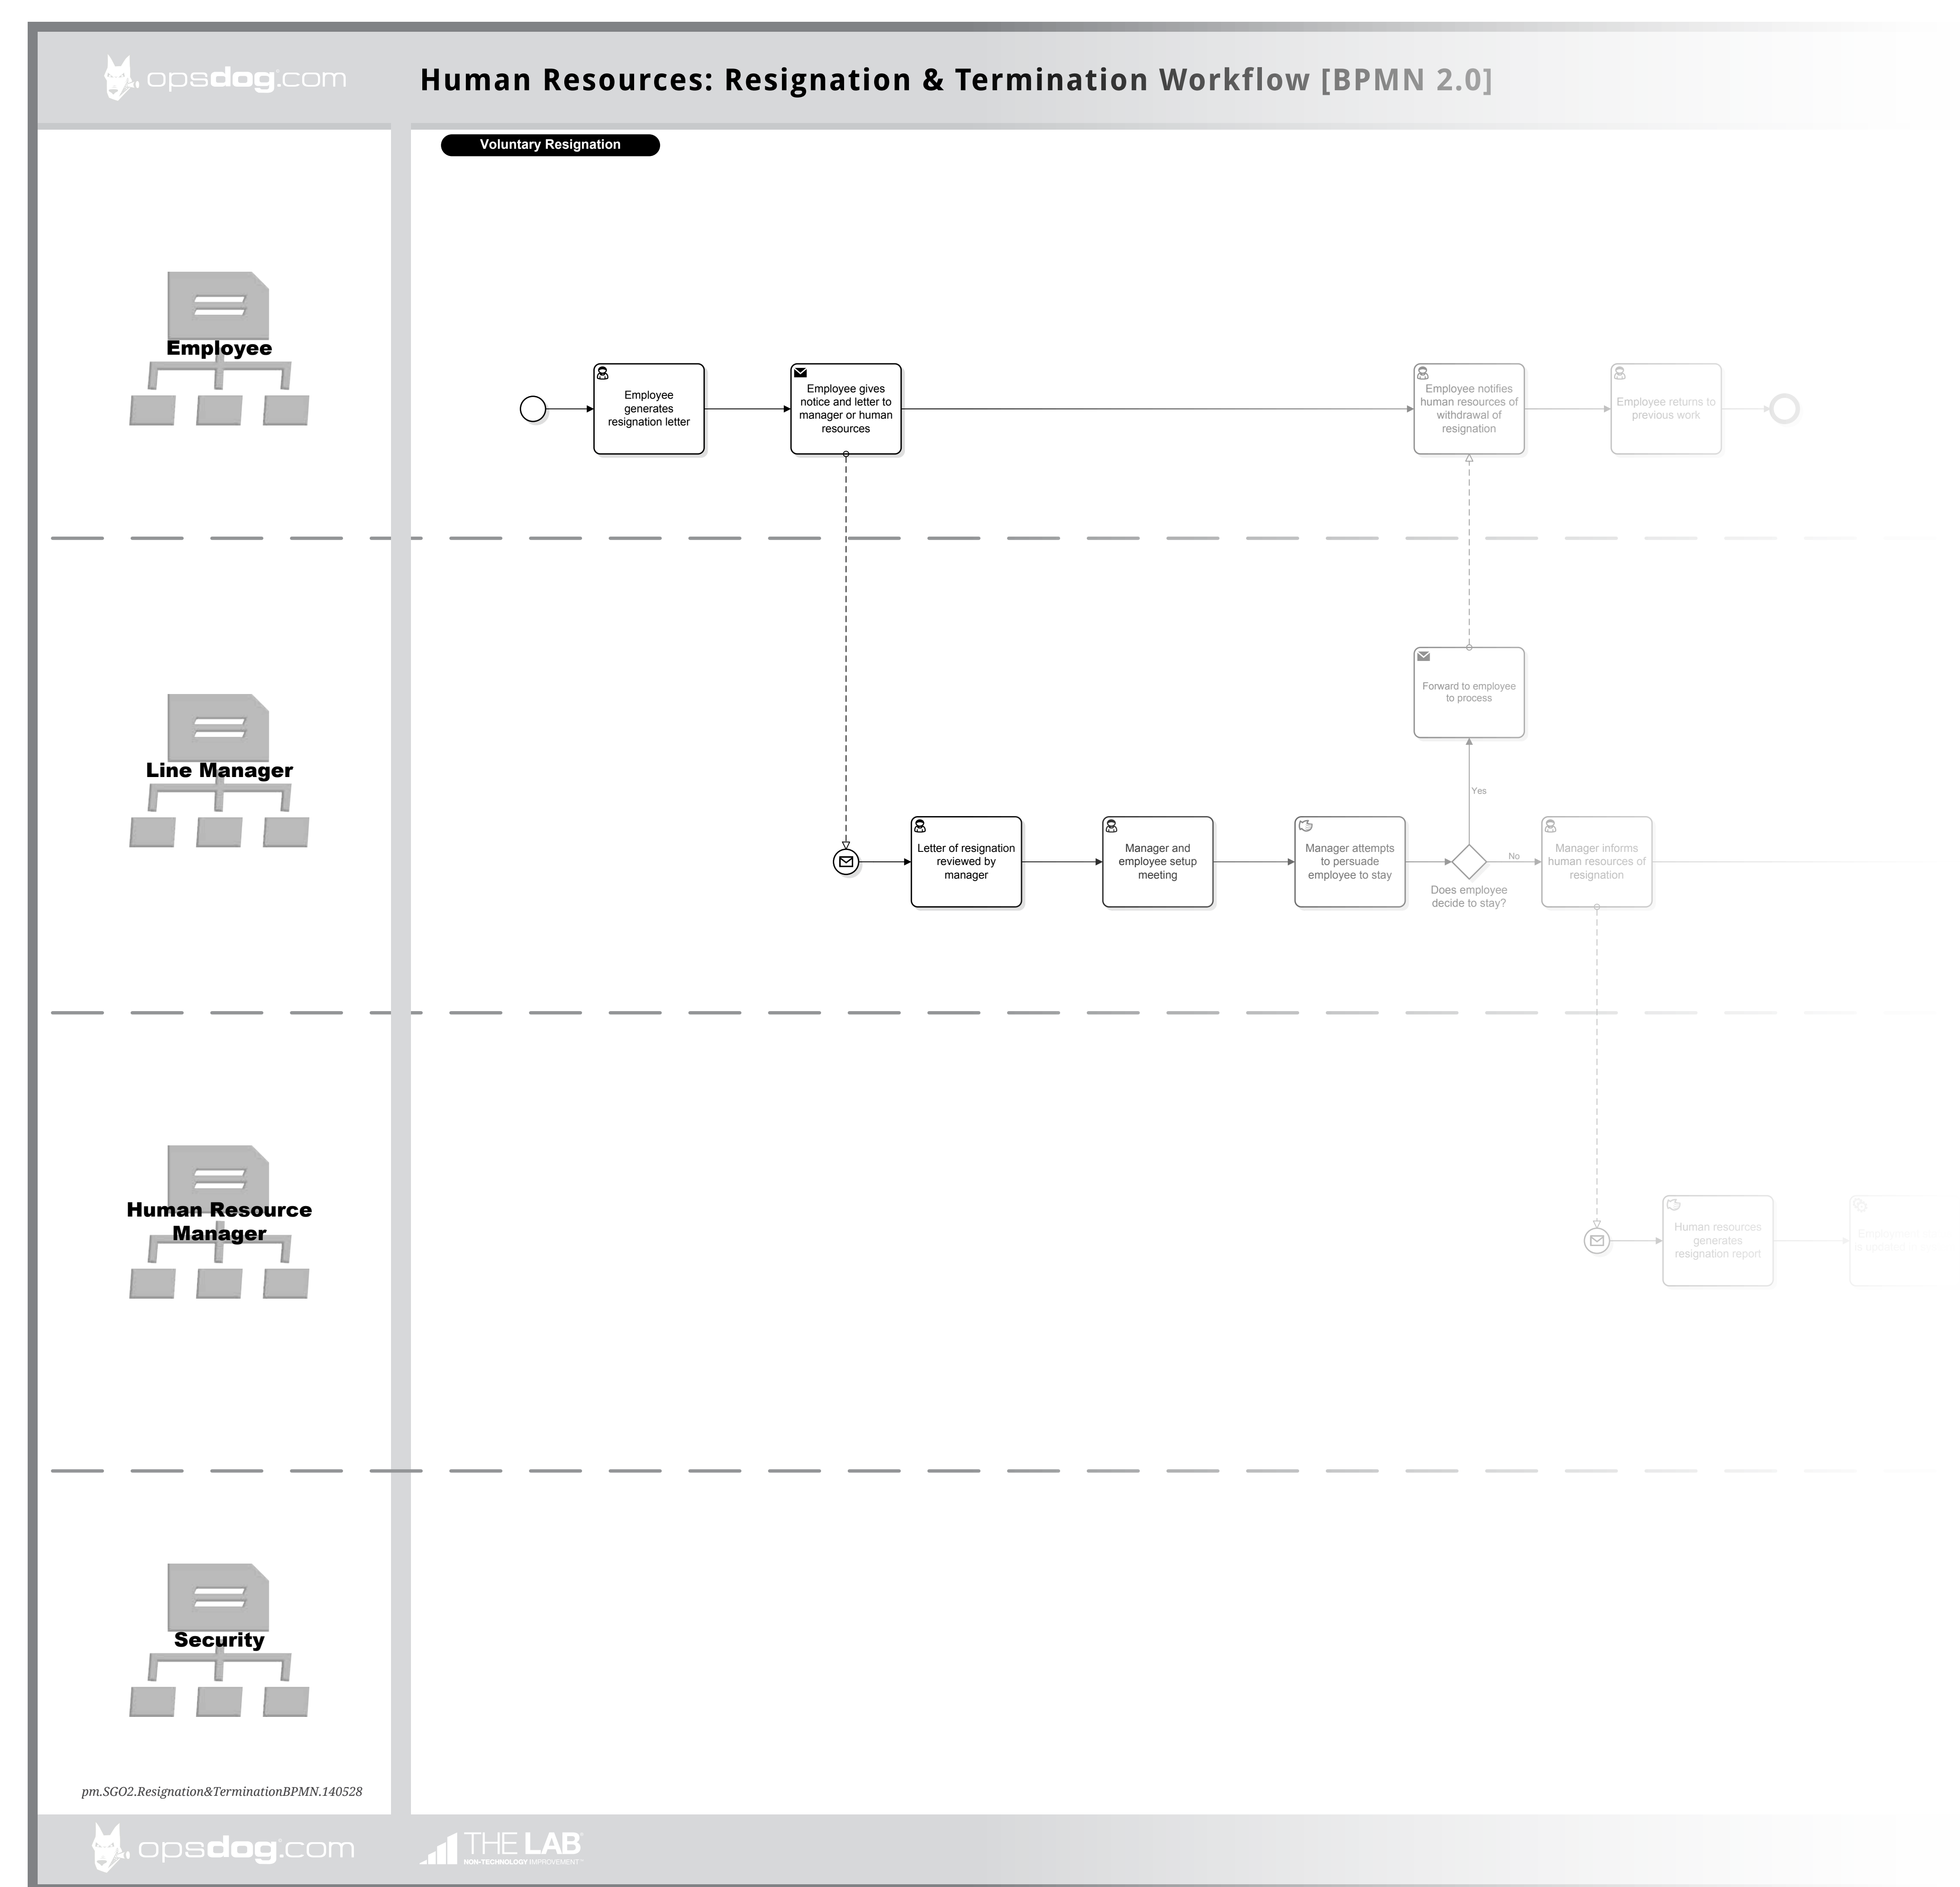 opsdog.com
Human Resources: Resignation & Termination Workflow [BPMN 2.0]
Voluntary Resignation
Employee
Employee
generates
resignation letter
Employee gives
notice and letter to
manager or human
resources
Employee notifies
human resources of
withdrawal of
resignation
Employee returns to
previous work
Line Manager
Forward to employee
to process
Yes
Letter of resignation
reviewed by
manager
Manager and
employee setup
meeting
Manager attempts
to persuade
employee to stay
Does employee
decide to stay?
No
Manager informs
human resources of
resignation
Human Resource
Manager
Human resources
generates
resignation report
Security
pm.SGO2.Resignation&TerminationBPMN.140528
opsdog.com
THE LAB
NON-TECHNOLOGY IMPROVEMENT